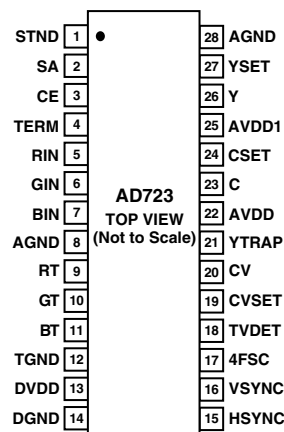 STND 1 28 AGND
SA 2 27 YSET
CE 3 26 Y
TERM 4 25 AVDD1
RIN 5 24 CSET
GIN 6 23 C
BIN 7 22 AVDD
AD723
TOP VIEW
(Not to Scale)
AGND 8 21 YTRAP
RT 9 20 CV
GT 10 19 CVSET
BT 11 18 TVDET
TGND 12 17 4FSC
DVDD 13 16 VSYNC
DGND 14 15 HSYNC